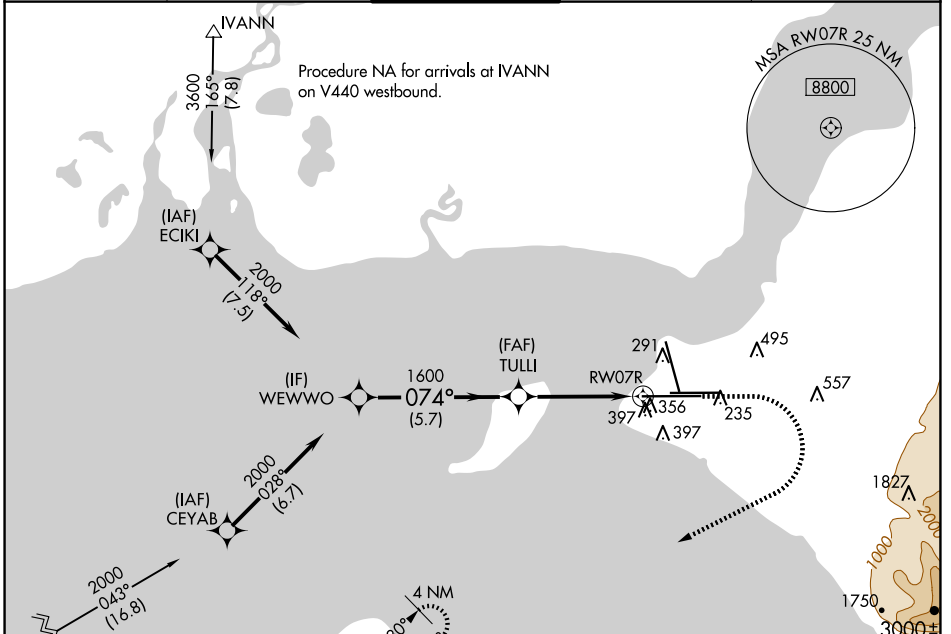 IVANN
Procedure NA for arrivals at IVANN
on V440 westbound.
3600
165°
(7.8)
MSA RW07R 25 NM
8800
(IAF)
ECIKI
2000
118°
(7.5)
(IF)
WEWWO
1600
074°
(5.7)
(FAF)
TULLI
RW07R
291
495
356
397
397
235
557
(IAF)
CEYAB
2000
028°
(6.7)
1827
2000
1000
2000
043°
(16.8)
4 NM
1750
3000±